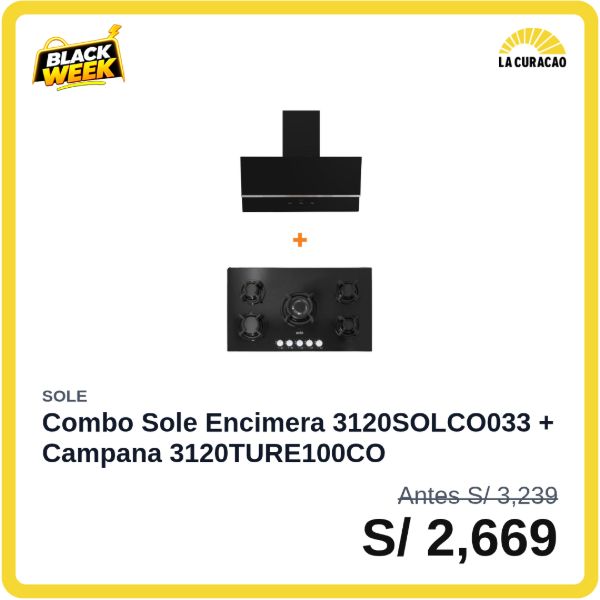 BLACK
WEEK
LA CURACAO
+
SOLE
Combo Sole Encimera 3120SOLCO033 +
Campana 3120TURE100CO
Antes S/ 3,239
S/ 2,669